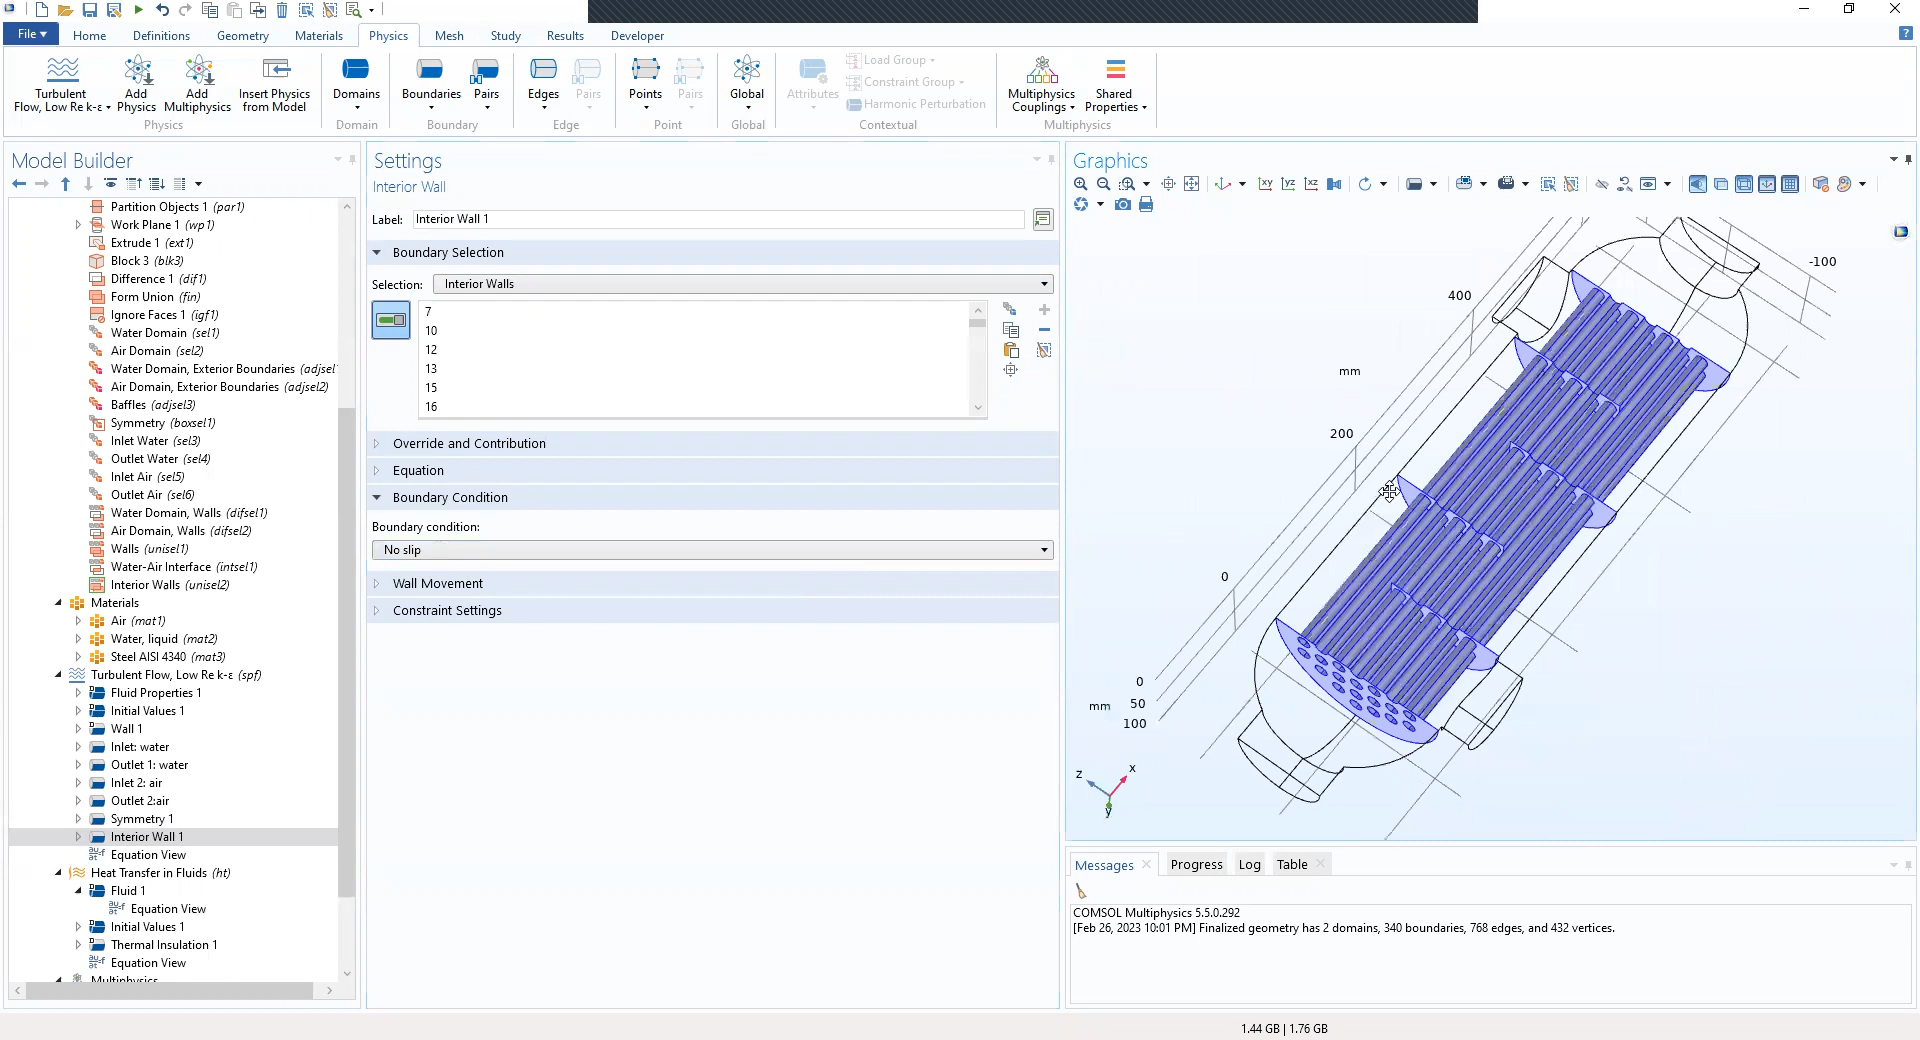 File
Home
Definitions
Geometry
Materials
Physics
Mesh
Study
Results
Developer
Turbulent
Flow, Low Re k-ε
Add
Physics
Add
Multiphysics
Insert Physics
from Model
Physics
Domains
Domain
Boundaries
Pairs
Boundary
Edges
Pairs
Edge
Points
Pairs
Point
Global
Global
Attributes
Load Group
Constraint Group
Harmonic Perturbation
Contextual
Multiphysics
Couplings
Shared
Properties
Multiphysics
Model Builder
Partition Objects 1 (par1)
Work Plane 1 (wp1)
Extrude 1 (ext1)
Block 3 (blk3)
Difference 1 (dif1)
Form Union (fin)
Ignore Faces 1 (igf1)
Water Domain (sel1)
Air Domain (sel2)
Water Domain, Exterior Boundaries (adjsel
Air Domain, Exterior Boundaries (adjsel2)
Baffles (adjsel3)
Symmetry (boxsel1)
Inlet Water (sel3)
Outlet Water (sel4)
Inlet Air (sel5)
Outlet Air (sel6)
Water Domain, Walls (difsel1)
Air Domain, Walls (difsel2)
Walls (unisel1)
Water-Air Interface (intsel1)
Interior Walls (unisel2)
Materials
Air (mat1)
Water, liquid (mat2)
Steel AISI 4340 (mat3)
Turbulent Flow, Low Re k-ε (spf)
Fluid Properties 1
Initial Values 1
Wall 1
Inlet: water
Outlet 1: water
Inlet 2: air
Outlet 2:air
Symmetry 1
Interior Wall 1
Equation View
Heat Transfer in Fluids (ht)
Fluid 1
Equation View
Initial Values 1
Thermal Insulation 1
Equation View
Multiphysics
Settings
Interior Wall
Label: Interior Wall 1
Boundary Selection
Selection: Interior Walls
7
10
12
13
15
16
Override and Contribution
Equation
Boundary Condition
Boundary condition:
No slip
Wall Movement
Constraint Settings
Graphics
xy
yz
xz
-100
400
mm
200
0
0
mm
50
100
z
x
y
Messages
Progress
Log
Table
COMSOL Multiphysics 5.5.0.292
[Feb 26, 2023 10:01 PM] Finalized geometry has 2 domains, 340 boundaries, 768 edges, and 432 vertices.
1.44 GB | 1.76 GB